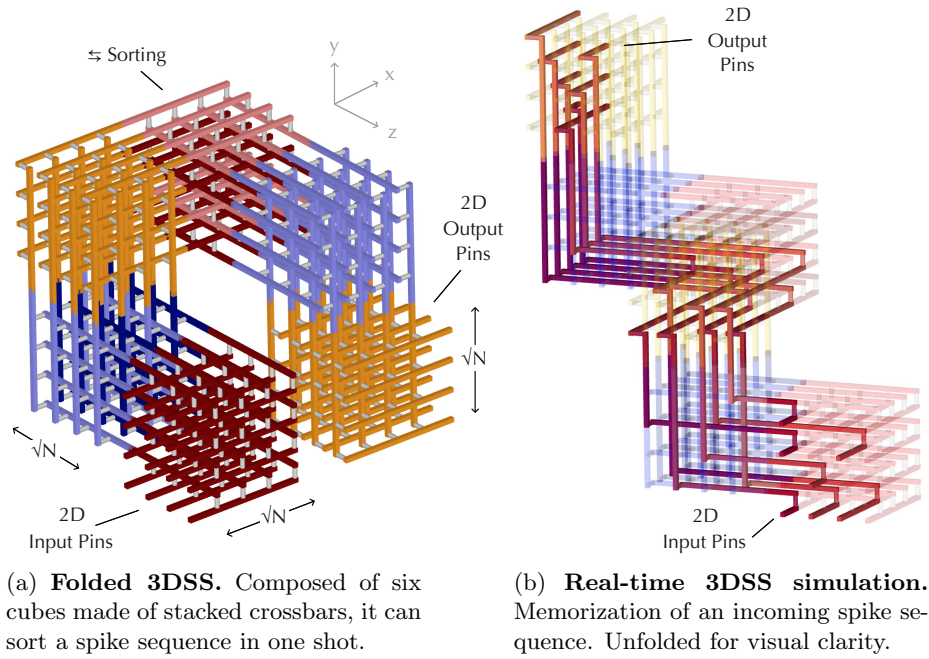 ⇆ Sorting
y
x
z
2D
Output
Pins
√N
√N
√N
2D
Input Pins
2D
Output
Pins
2D
Input Pins
(a) Folded 3DSS. Composed of six
cubes made of stacked crossbars, it can
sort a spike sequence in one shot.
(b) Real-time 3DSS simulation.
Memorization of an incoming spike se-
quence. Unfolded for visual clarity.